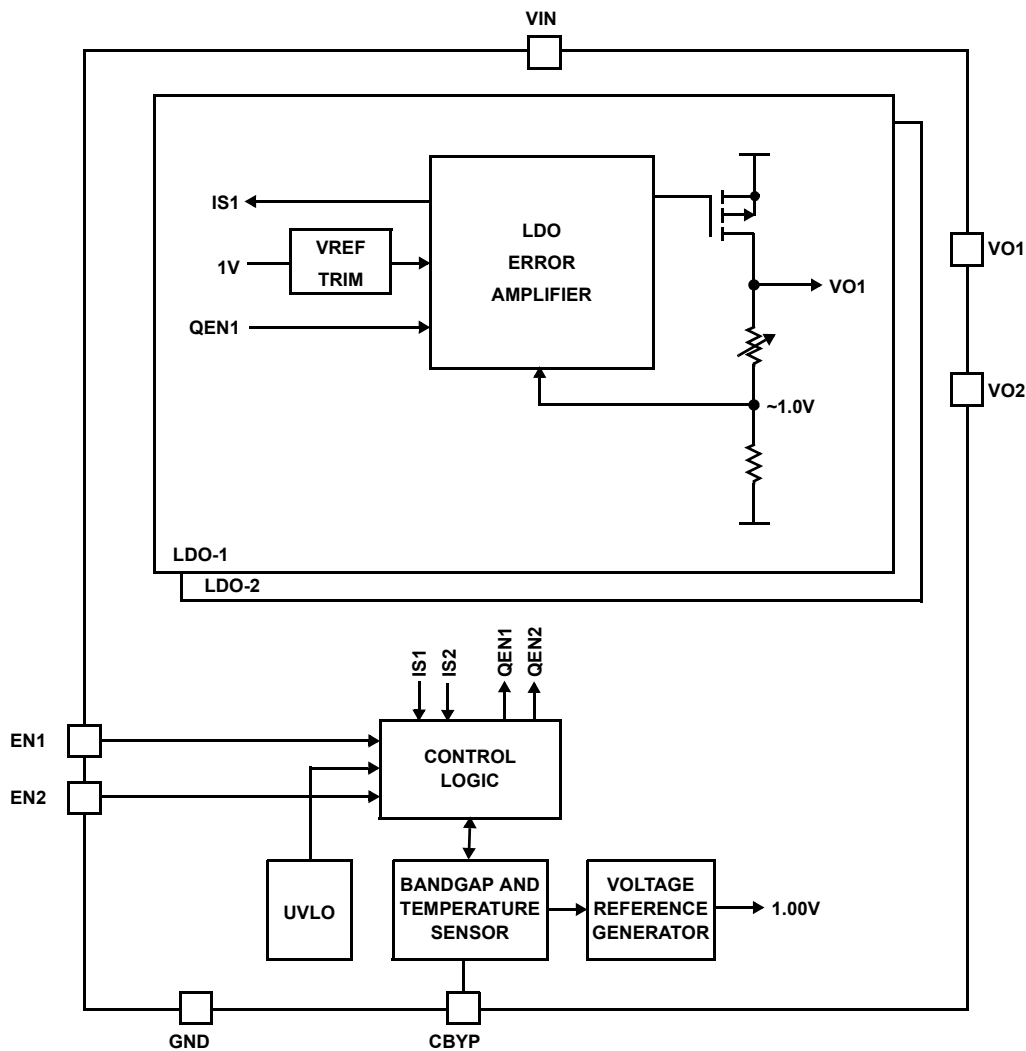 VIN
IS1
VREF
TRIM
1V
QEN1
LDO
ERROR
AMPLIFIER
VO1
~1.0V
VO1
VO2
LDO-1
LDO-2
IS1
IS2
QEN1
QEN2
EN1
EN2
CONTROL
LOGIC
UVLO
BANDGAP AND
TEMPERATURE
SENSOR
VOLTAGE
REFERENCE
GENERATOR
1.00V
GND
CBYP